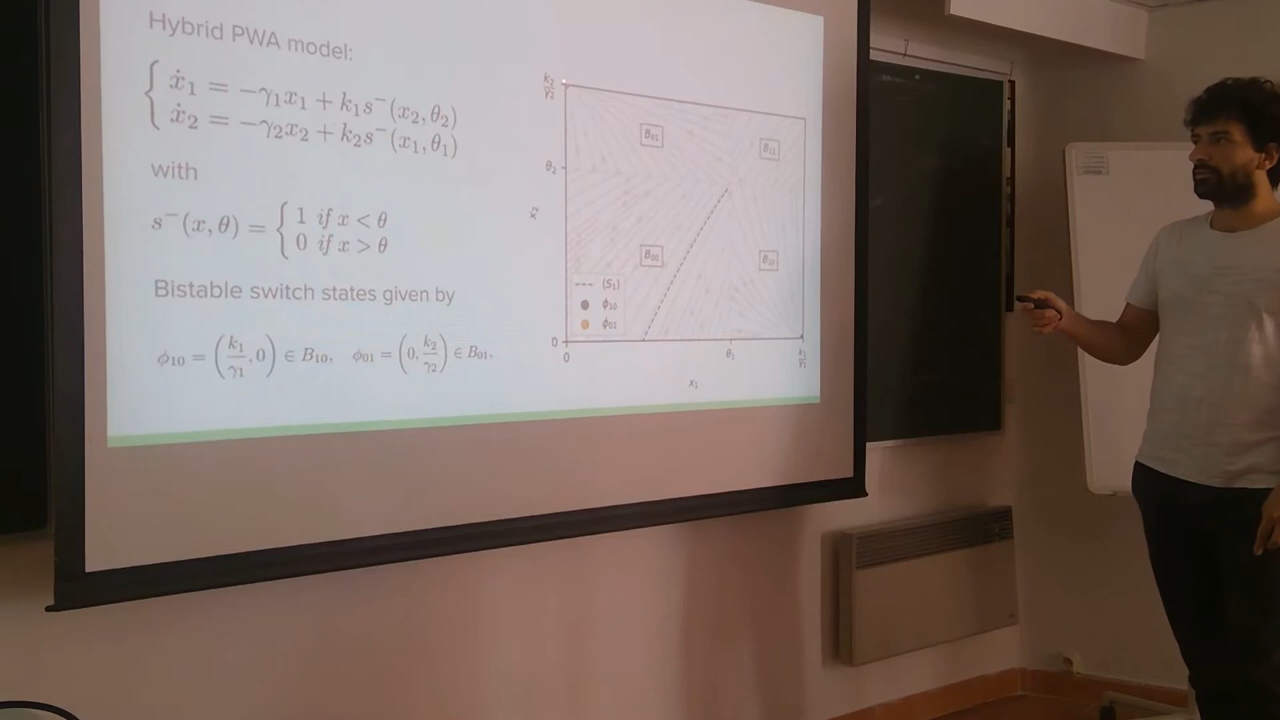 Hybrid PWA model:
{ ẋ₁ = −γ₁x₁ + k₁s⁻(x₂, θ₂)
ẋ₂ = −γ₂x₂ + k₂s⁻(x₁, θ₁)
with
s⁻(x, θ) = { 1 if x < θ
0 if x > θ
Bistable switch states given by
ϕ₁₀ = (k₁/γ₁, 0) ∈ B₁₀, ϕ₀₁ = (0, k₂/γ₂) ∈ B₀₁,
k₂/γ₂
B₀₁
B₁₁
θ₂
x₂
B₀₀
B₁₀
(S₁)
ϕ₁₀
ϕ₀₁
0
0
θ₁
k₁/γ₁
x₁